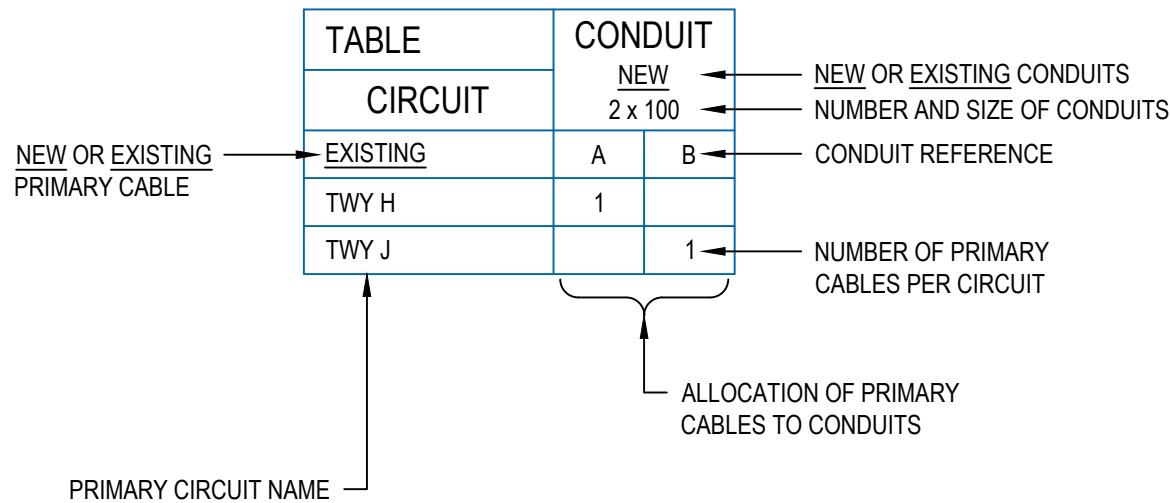 TABLE
CONDUIT
NEW
NEW OR EXISTING CONDUITS
CIRCUIT
2 x 100
NUMBER AND SIZE OF CONDUITS
NEW OR EXISTING
PRIMARY CABLE
EXISTING
A
B
CONDUIT REFERENCE
TWY H
1
TWY J
1
NUMBER OF PRIMARY
CABLES PER CIRCUIT
ALLOCATION OF PRIMARY
CABLES TO CONDUITS
PRIMARY CIRCUIT NAME